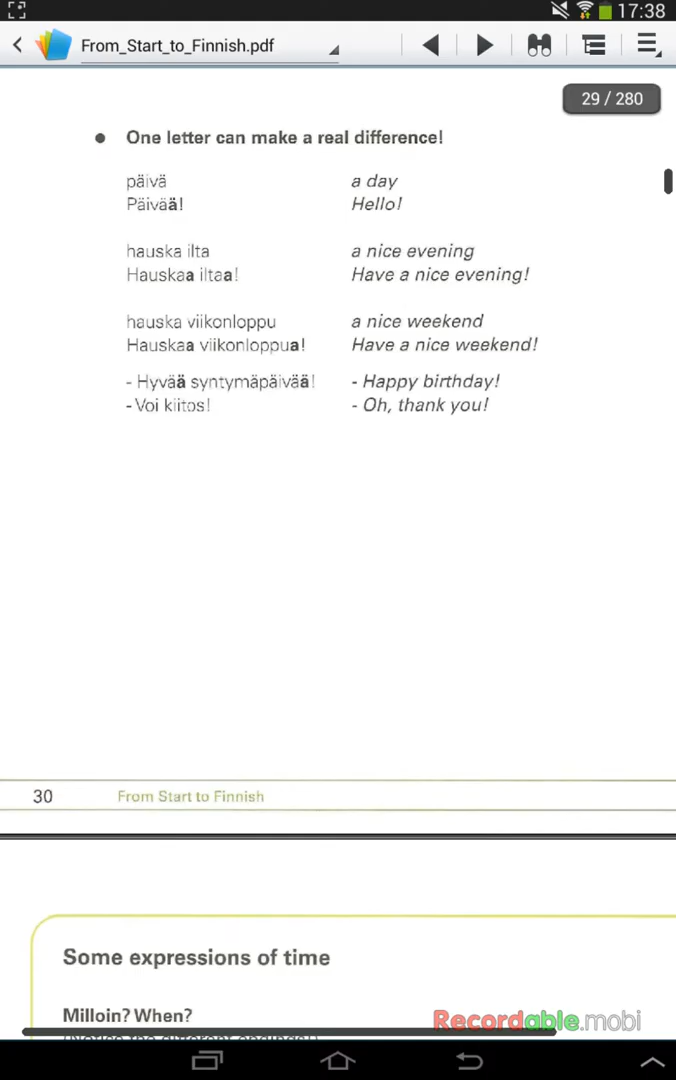 17:38
From_Start_to_Finnish.pdf
29 / 280
One letter can make a real difference!
päivä a day
Päivää! Hello!
hauska ilta a nice evening
Hauskaa iltaa! Have a nice evening!
hauska viikonloppu a nice weekend
Hauskaa viikonloppua! Have a nice weekend!
- Hyvää syntymäpäivää! - Happy birthday!
- Voi kiitos! - Oh, thank you!
30 From Start to Finnish
Some expressions of time
Milloin? When?
Recordable.mobi